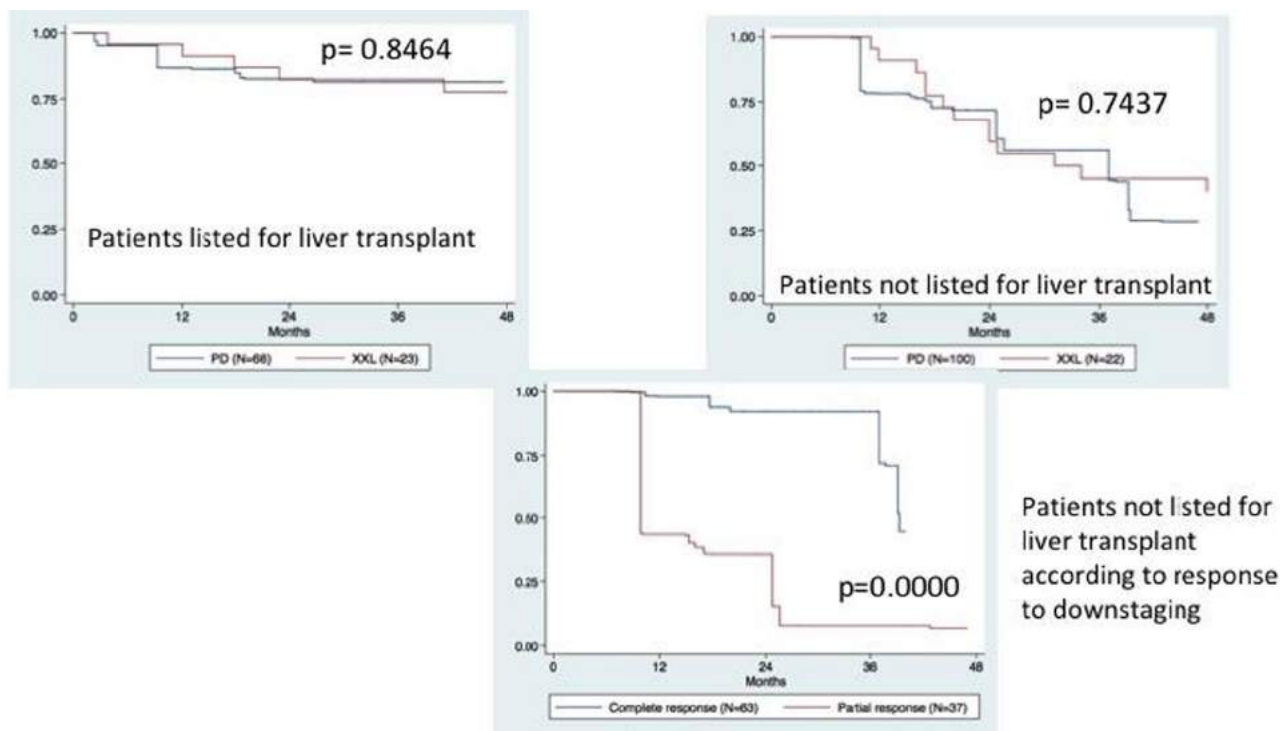 1.00
0.75
0.50
0.25
0.00
p= 0.8464
Patients listed for liver transplant
0 12 24 36 48
Months
PD (N=68) XXL (N=23)
1.00
0.75
0.50
0.25
0.00
p= 0.7437
Patients not listed for liver transplant
0 12 24 36 48
Months
PD (N=100) XXL (N=22)
1.00
0.75
0.50
0.25
0.00
p=0.0000
0 12 24 36 48
Months
Complete response (N=63) Partial response (N=37)
Patients not listed for
liver transplant
according to response
to downstaging